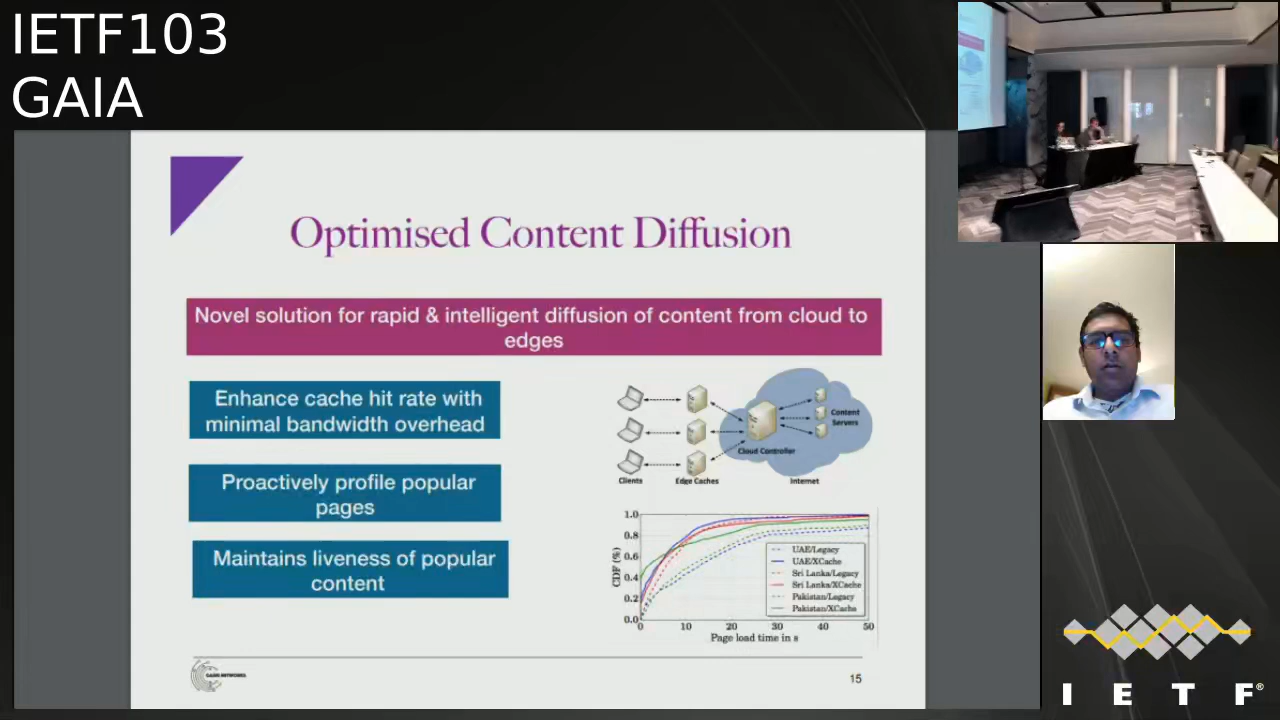 IETF103
GAIA
Optimised Content Diffusion
Novel solution for rapid & intelligent diffusion of content from cloud to
edges
Enhance cache hit rate with
minimal bandwidth overhead
Proactively profile popular
pages
Maintains liveness of popular
content
Content
Servers
Cloud Controller
Clients
Edge Caches
Internet
CDF (%)
1.0
0.8
0.6
0.4
0.2
0.0
UAE/Legacy
UAE/XCache
Sri Lanka/Legacy
Sri Lanka/XCache
Pakistan/Legacy
Pakistan/XCache
0 10 20 30 40 50
Page load time in s
15
I E T F®